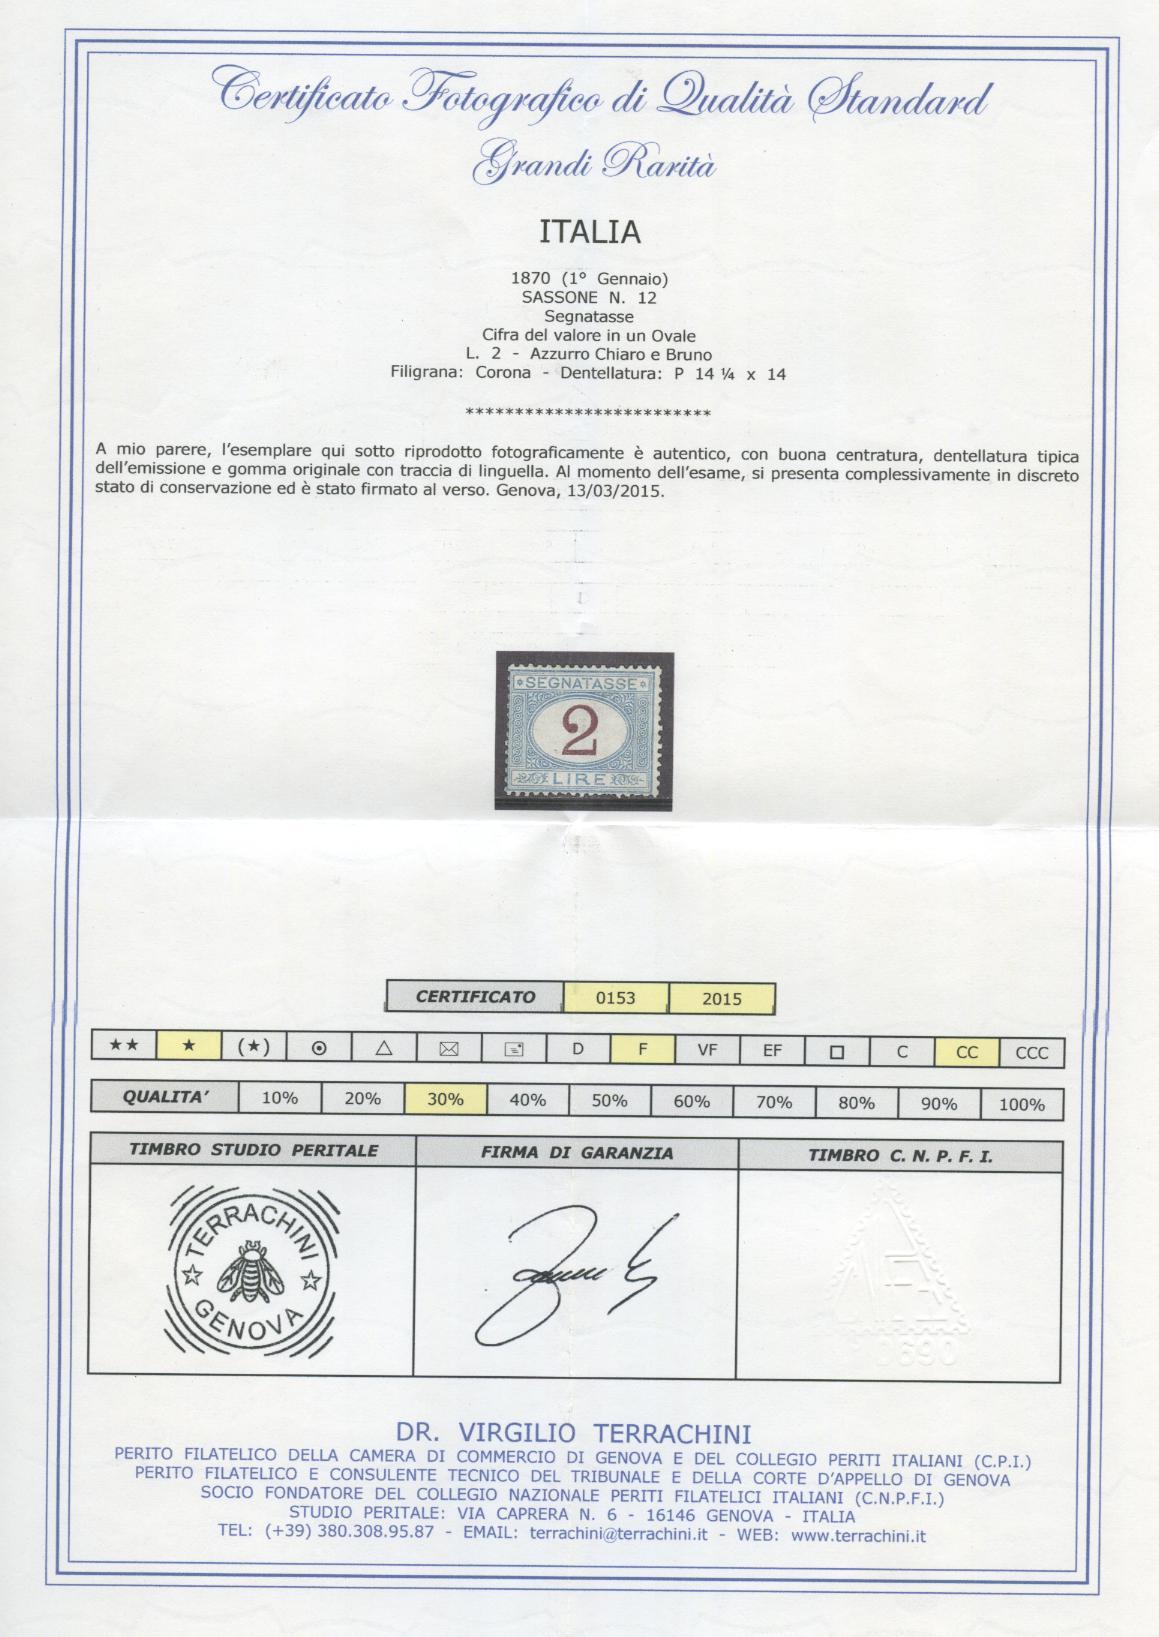 Certificato Fotografico di Qualità Standard
Grandi Rarità
ITALIA
1870 (1° Gennaio)
SASSONE N. 12
Segnatasse
Cifra del valore in un Ovale
L. 2 - Azzurro Chiaro e Bruno
Filigrana: Corona - Dentellatura: P 14 ¼ x 14
*************************
A mio parere, l'esemplare qui sotto riprodotto fotograficamente è autentico, con buona centratura, dentellatura tipica
dell'emissione e gomma originale con traccia di linguella. Al momento dell'esame, si presenta complessivamente in discreto
stato di conservazione ed è stato firmato al verso. Genova, 13/03/2015.
SEGNATASSE
2
LIRE
CERTIFICATO 0153 2015
★★ ★ (★) D F VF EF C CC CCC
QUALITA' 10% 20% 30% 40% 50% 60% 70% 80% 90% 100%
TIMBRO STUDIO PERITALE FIRMA DI GARANZIA TIMBRO C. N. P. F. I.
TERRACHINI
GENOVA
DR. VIRGILIO TERRACHINI
PERITO FILATELICO DELLA CAMERA DI COMMERCIO DI GENOVA E DEL COLLEGIO PERITI ITALIANI (C.P.I.)
PERITO FILATELICO E CONSULENTE TECNICO DEL TRIBUNALE E DELLA CORTE D'APPELLO DI GENOVA
SOCIO FONDATORE DEL COLLEGIO NAZIONALE PERITI FILATELICI ITALIANI (C.N.P.F.I.)
STUDIO PERITALE: VIA CAPRERA N. 6 - 16146 GENOVA - ITALIA
TEL: (+39) 380.308.95.87 - EMAIL: terrachini@terrachini.it - WEB: www.terrachini.it